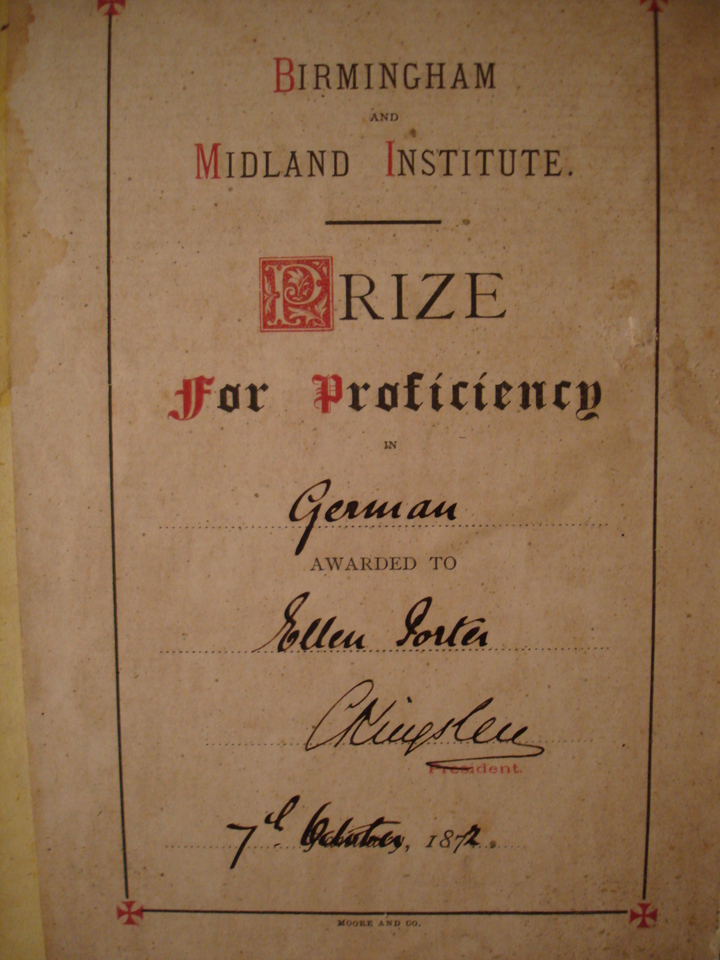 BIRMINGHAM
AND
MIDLAND INSTITUTE.
PRIZE
For Proficiency
IN
German
AWARDED TO
Ellen Porter
CKingsley
President.
7th October, 1872.
MOORE AND CO.